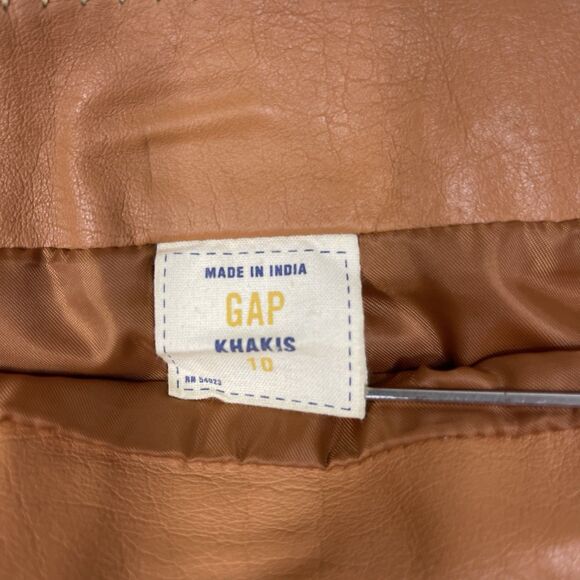 MADE IN INDIA
GAP
KHAKIS
10
RN 54023